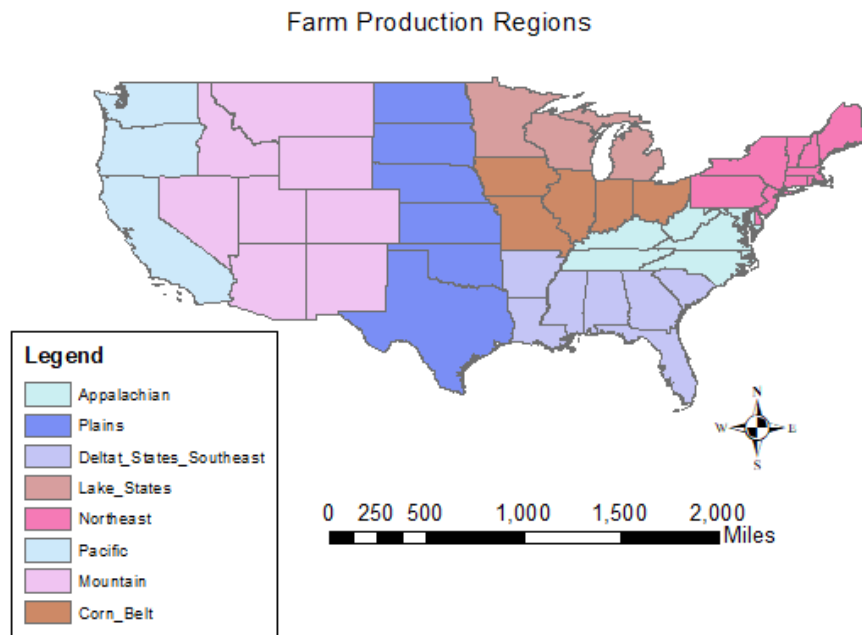 Farm Production Regions
Legend
Appalachian
Plains
Deltat_States_Southeast
Lake_States
Northeast
Pacific
Mountain
Corn_Belt
N
W E
S
0 250 500 1,000 1,500 2,000
Miles